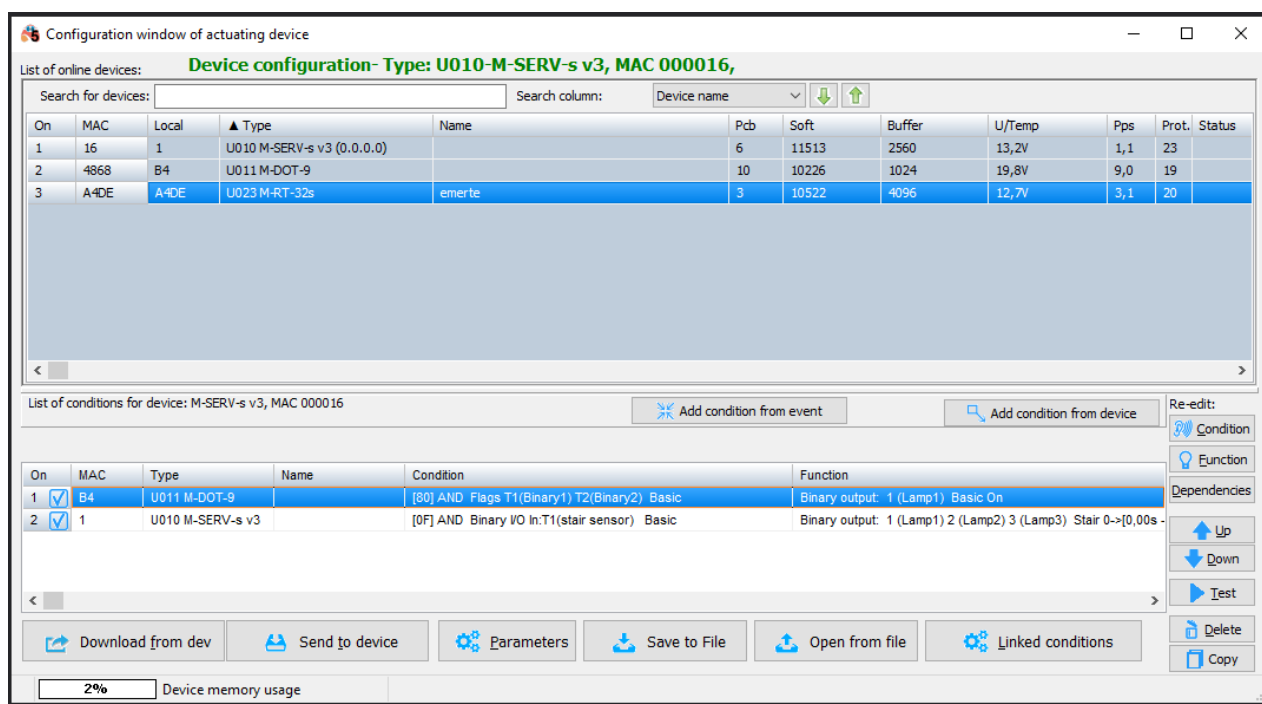 Configuration window of actuating device
List of online devices: Device configuration- Type: U010-M-SERV-s v3, MAC 000016,
Search for devices: Search column: Device name
On MAC Local ▲ Type Name Pcb Soft Buffer U/Temp Pps Prot. Status
1 16 1 U010 M-SERV-s v3 (0.0.0.0) 6 11513 2560 13,2V 1,1 23
2 4868 B4 U011 M-DOT-9 10 10226 1024 19,8V 9,0 19
3 A4DE A4DE U023 M-RT-32s emerte 3 10522 4096 12,7V 3,1 20
List of conditions for device: M-SERV-s v3, MAC 000016 Add condition from event Add condition from device Re-edit:
Condition
Function
On MAC Type Name Condition Function
Dependencies
1 B4 U011 M-DOT-9 [80] AND Flags T1(Binary1) T2(Binary2) Basic Binary output: 1 (Lamp1) Basic On
2 1 U010 M-SERV-s v3 [0F] AND Binary I/O In:T1(stair sensor) Basic Binary output: 1 (Lamp1) 2 (Lamp2) 3 (Lamp3) Stair 0->[0,00s -
Up
Down
Test
Download from dev Send to device Parameters Save to File Open from file Linked conditions Delete
Copy
2% Device memory usage